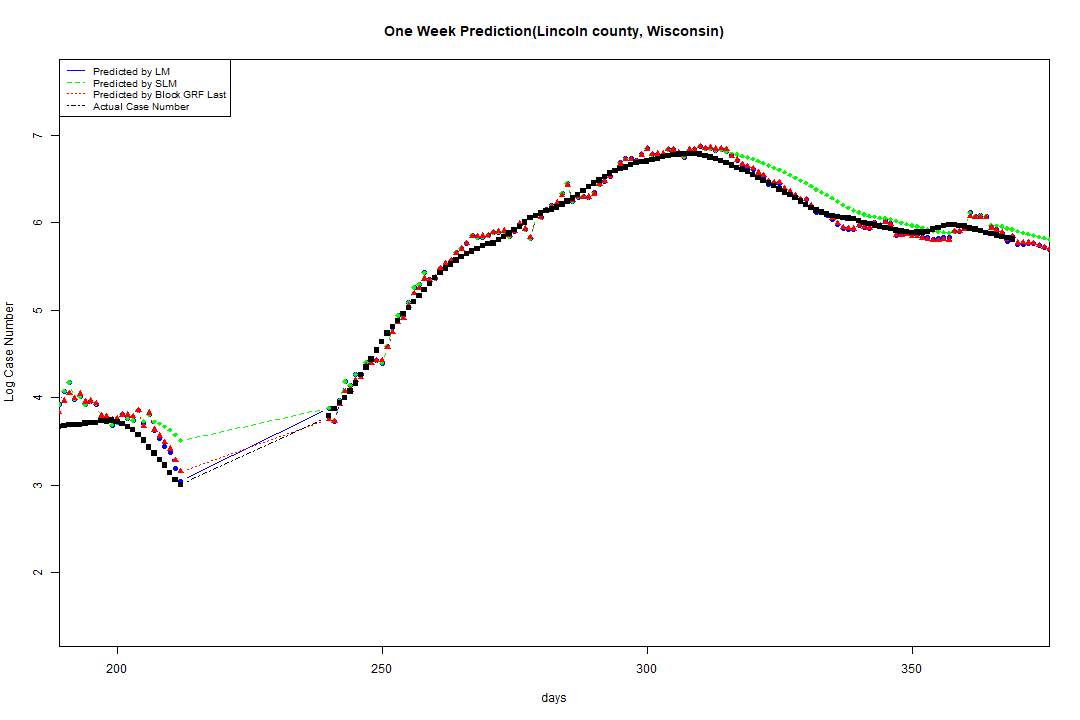 One Week Prediction(Lincoln county, Wisconsin)
Predicted by LM
Predicted by SLM
Predicted by Block GRF Last
Actual Case Number
7
6
5
4
3
2
Log Case Number
200
250
300
350
days